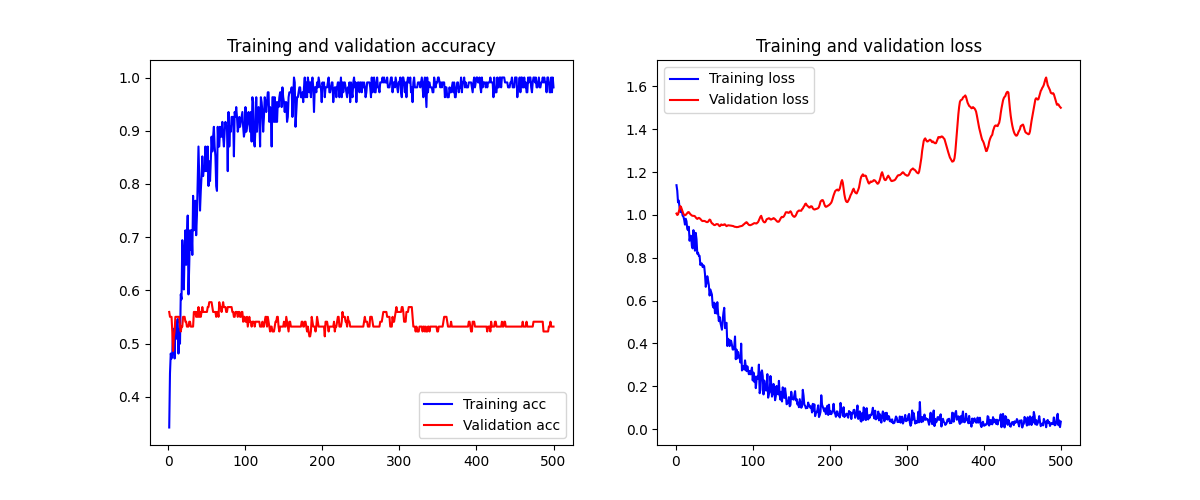 Training and validation accuracy
1.0
0.9
0.8
0.7
0.6
0.5
0.4
Training acc
Validation acc
0 100 200 300 400 500
Training and validation loss
Training loss
Validation loss
1.6
1.4
1.2
1.0
0.8
0.6
0.4
0.2
0.0
0 100 200 300 400 500